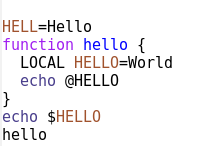 HELL=Hello
function hello {
  LOCAL HELLO=World
  echo @HELLO
}
echo $HELLO
hello